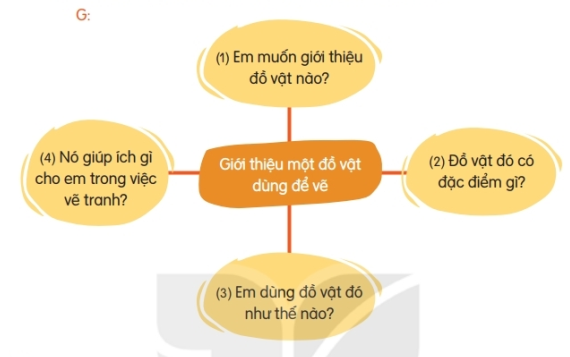 G:
(1) Em muốn giới thiệu
đồ vật nào?
(4) Nó giúp ích gì
cho em trong việc
vẽ tranh?
Giới thiệu một đồ vật
dùng để vẽ
(2) Đồ vật đó có
đặc điểm gì?
(3) Em dùng đồ vật đó
như thế nào?